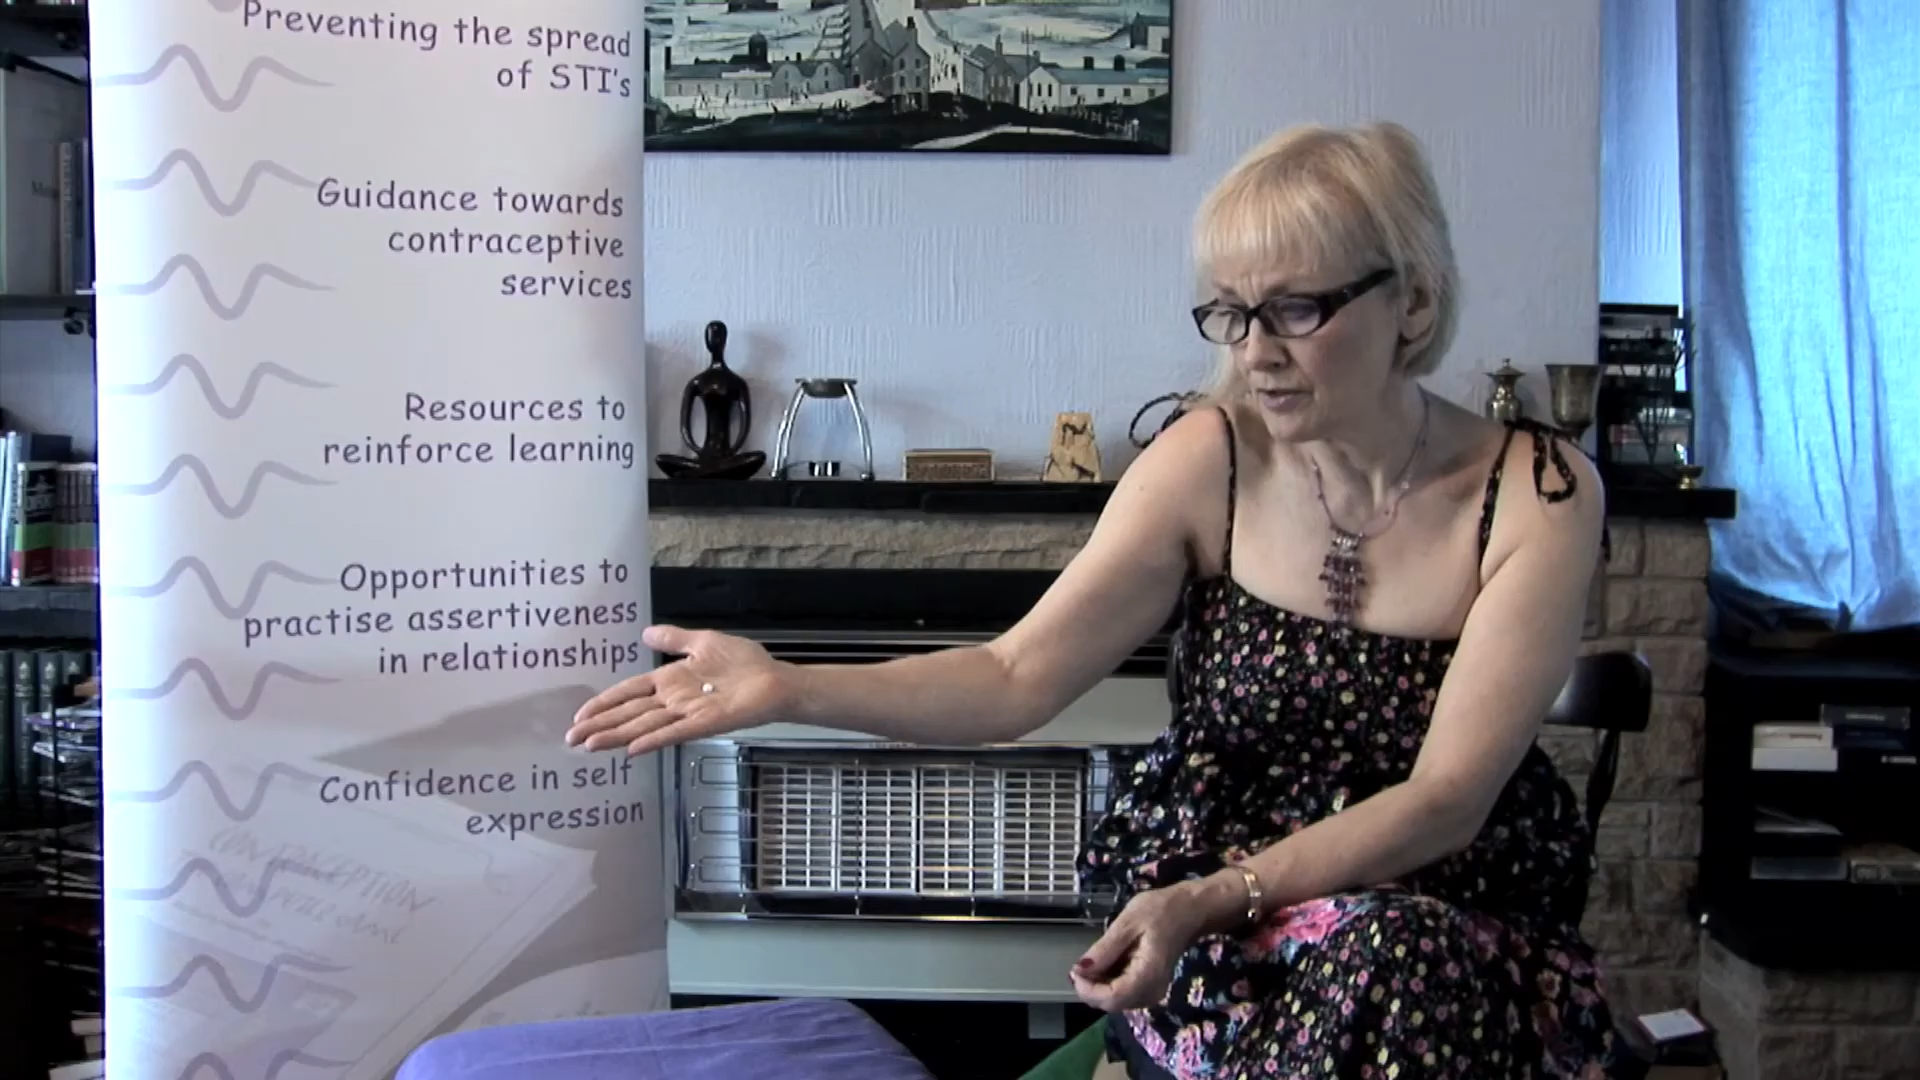 Preventing the spread
of STI's
Guidance towards
contraceptive
services
Resources to
reinforce learning
Opportunities to
practise assertiveness
in relationships
Confidence in self
expression
CONTRACEPTION